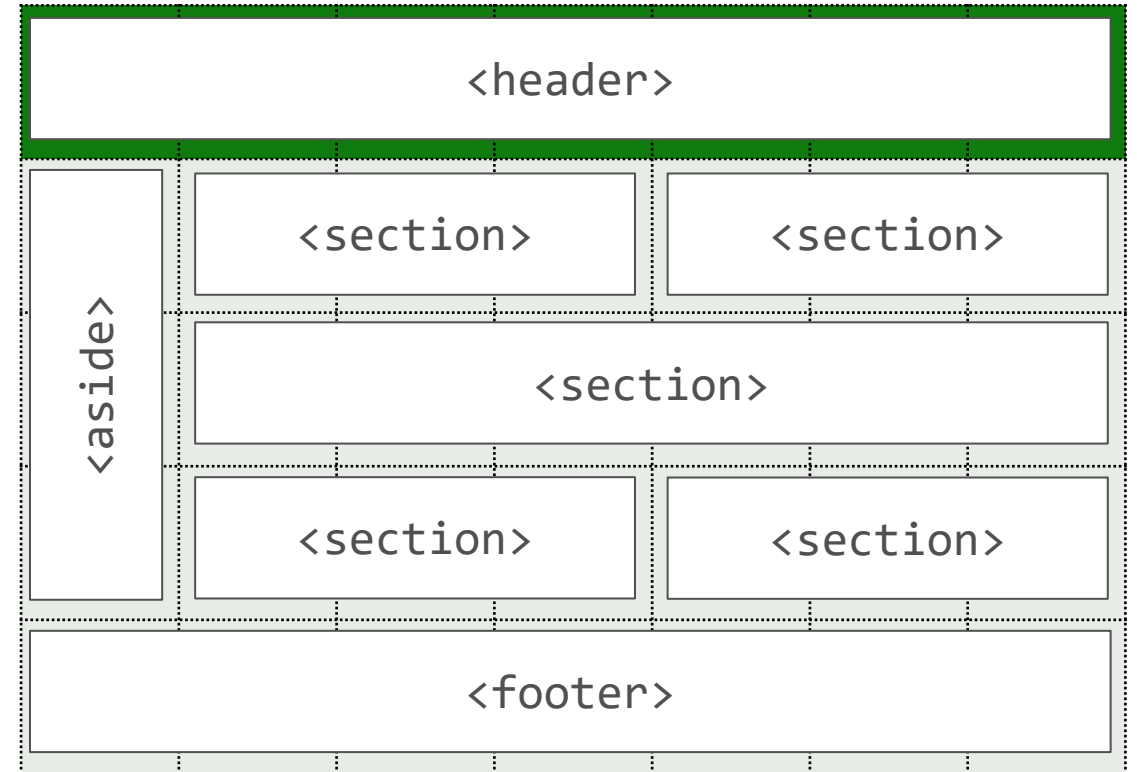 <header>
<aside>
<section>
<section>
<section>
<section>
<section>
<footer>